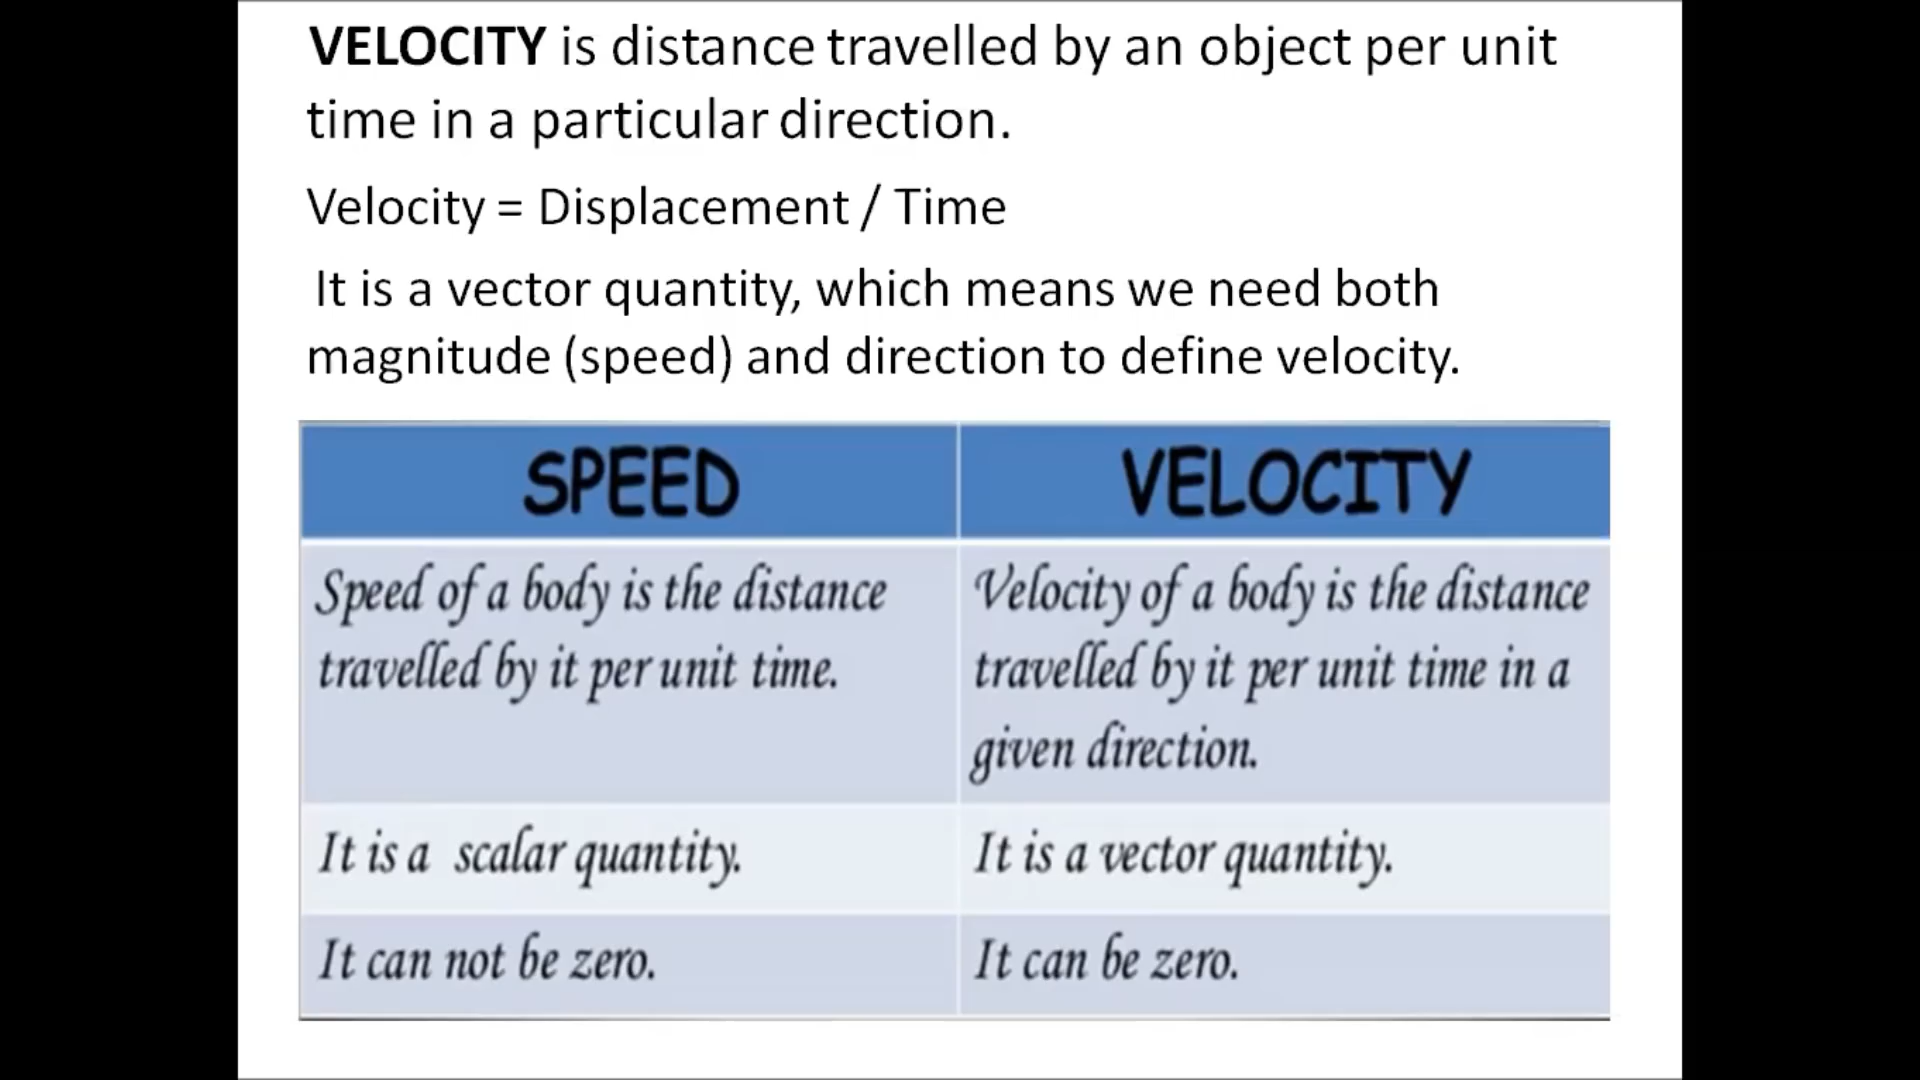 VELOCITY is distance travelled by an object per unit
time in a particular direction.
Velocity = Displacement / Time
It is a vector quantity, which means we need both
magnitude (speed) and direction to define velocity.
SPEED
VELOCITY
Speed of a body is the distance
travelled by it per unit time.
Velocity of a body is the distance
travelled by it per unit time in a
given direction.
It is a scalar quantity.
It is a vector quantity.
It can not be zero.
It can be zero.